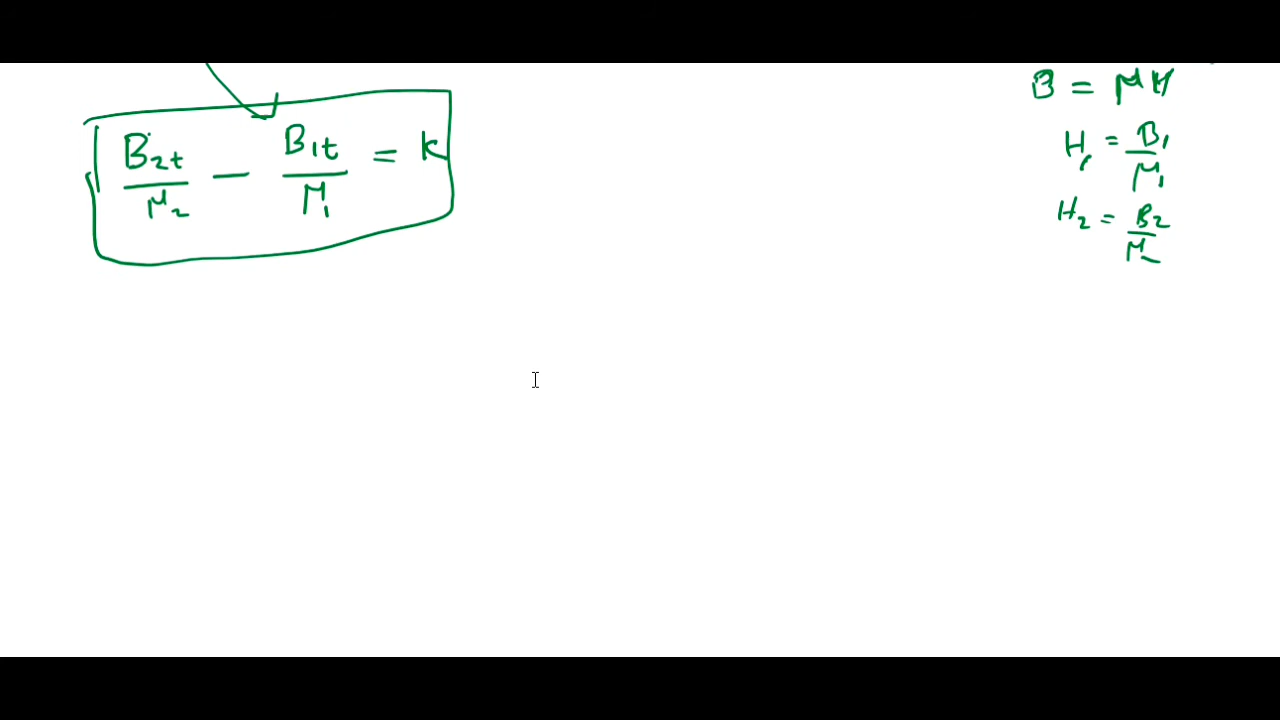 B₂t/μ₂ − B₁t/μ₁ = k
B = μH
H₁ = B₁/μ₁
H₂ = B₂/μ₂